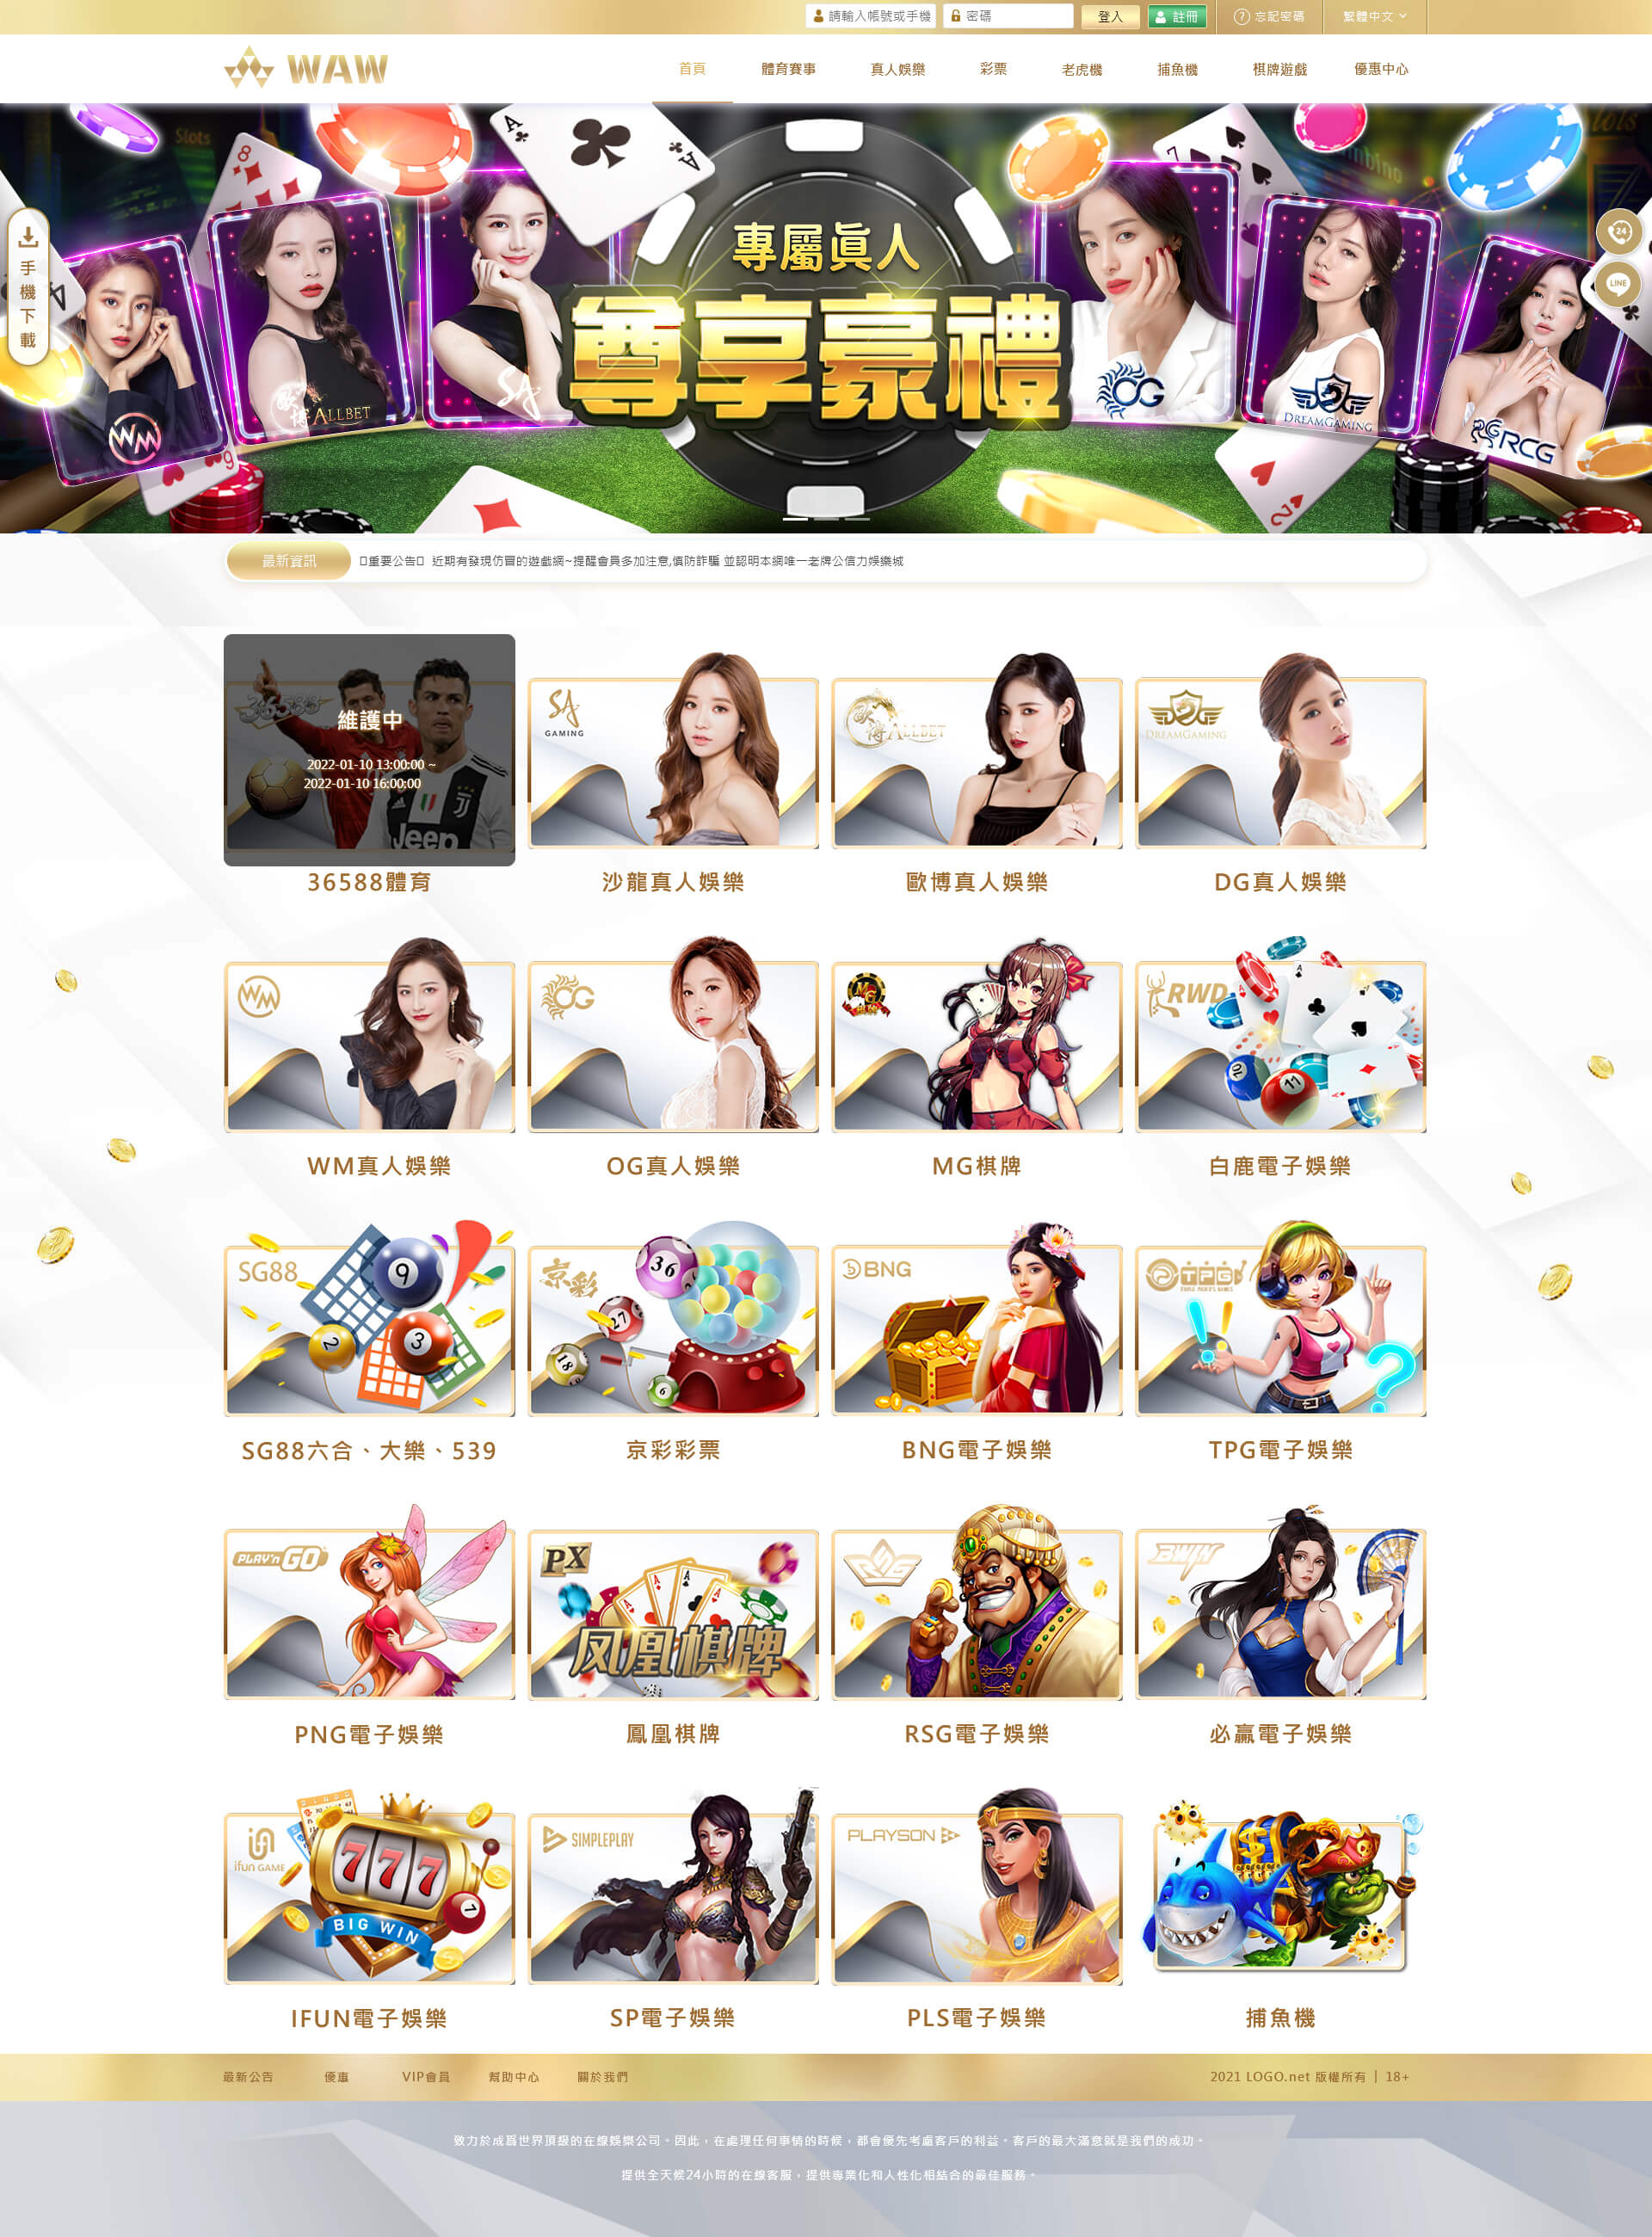 請輸入帳號或手機
密碼
登入
註冊
忘記密碼
繁體中文
WAW
首頁
體育賽事
真人娛樂
彩票
老虎機
捕魚機
棋牌遊戲
優惠中心
手機下載
24
LINE
專屬真人
尊享豪禮
WM
歐博 ALLBET
SA
OG
DG
DREAMGAMING
RCG
最新資訊
重要公告 近期有發現仿冒的遊戲網~提醒會員多加注意,慎防詐騙 並認明本網唯一老牌公信力娛樂城
36588
維護中
2022-01-10 13:00:00 ~
2022-01-10 16:00:00
Jeep
SA
GAMING
歐博 ALLBET
DG
DREAMGAMING
36588體育
沙龍真人娛樂
歐博真人娛樂
DG真人娛樂
WM
OG
MG
RWD
WM真人娛樂
OG真人娛樂
MG棋牌
白鹿電子娛樂
SG88
京彩
BNG
TPG
SG88六合、大樂、539
京彩彩票
BNG電子娛樂
TPG電子娛樂
PLAY'n GO
PX
凤凰棋牌
RSG
BWIN
PNG電子娛樂
鳳凰棋牌
RSG電子娛樂
必贏電子娛樂
ifun GAME
777
BIG WIN
SIMPLEPLAY
PLAYSON
IFUN電子娛樂
SP電子娛樂
PLS電子娛樂
捕魚機
最新公告
優惠
VIP會員
幫助中心
關於我們
2021 LOGO.net 版權所有 | 18+
致力於成爲世界頂級的在線娛樂公司。因此，在處理任何事情的時候，都會優先考慮客戶的利益。客戶的最大滿意就是我們的成功。
提供全天候24小時的在線客服，提供專業化和人性化相結合的最佳服務。